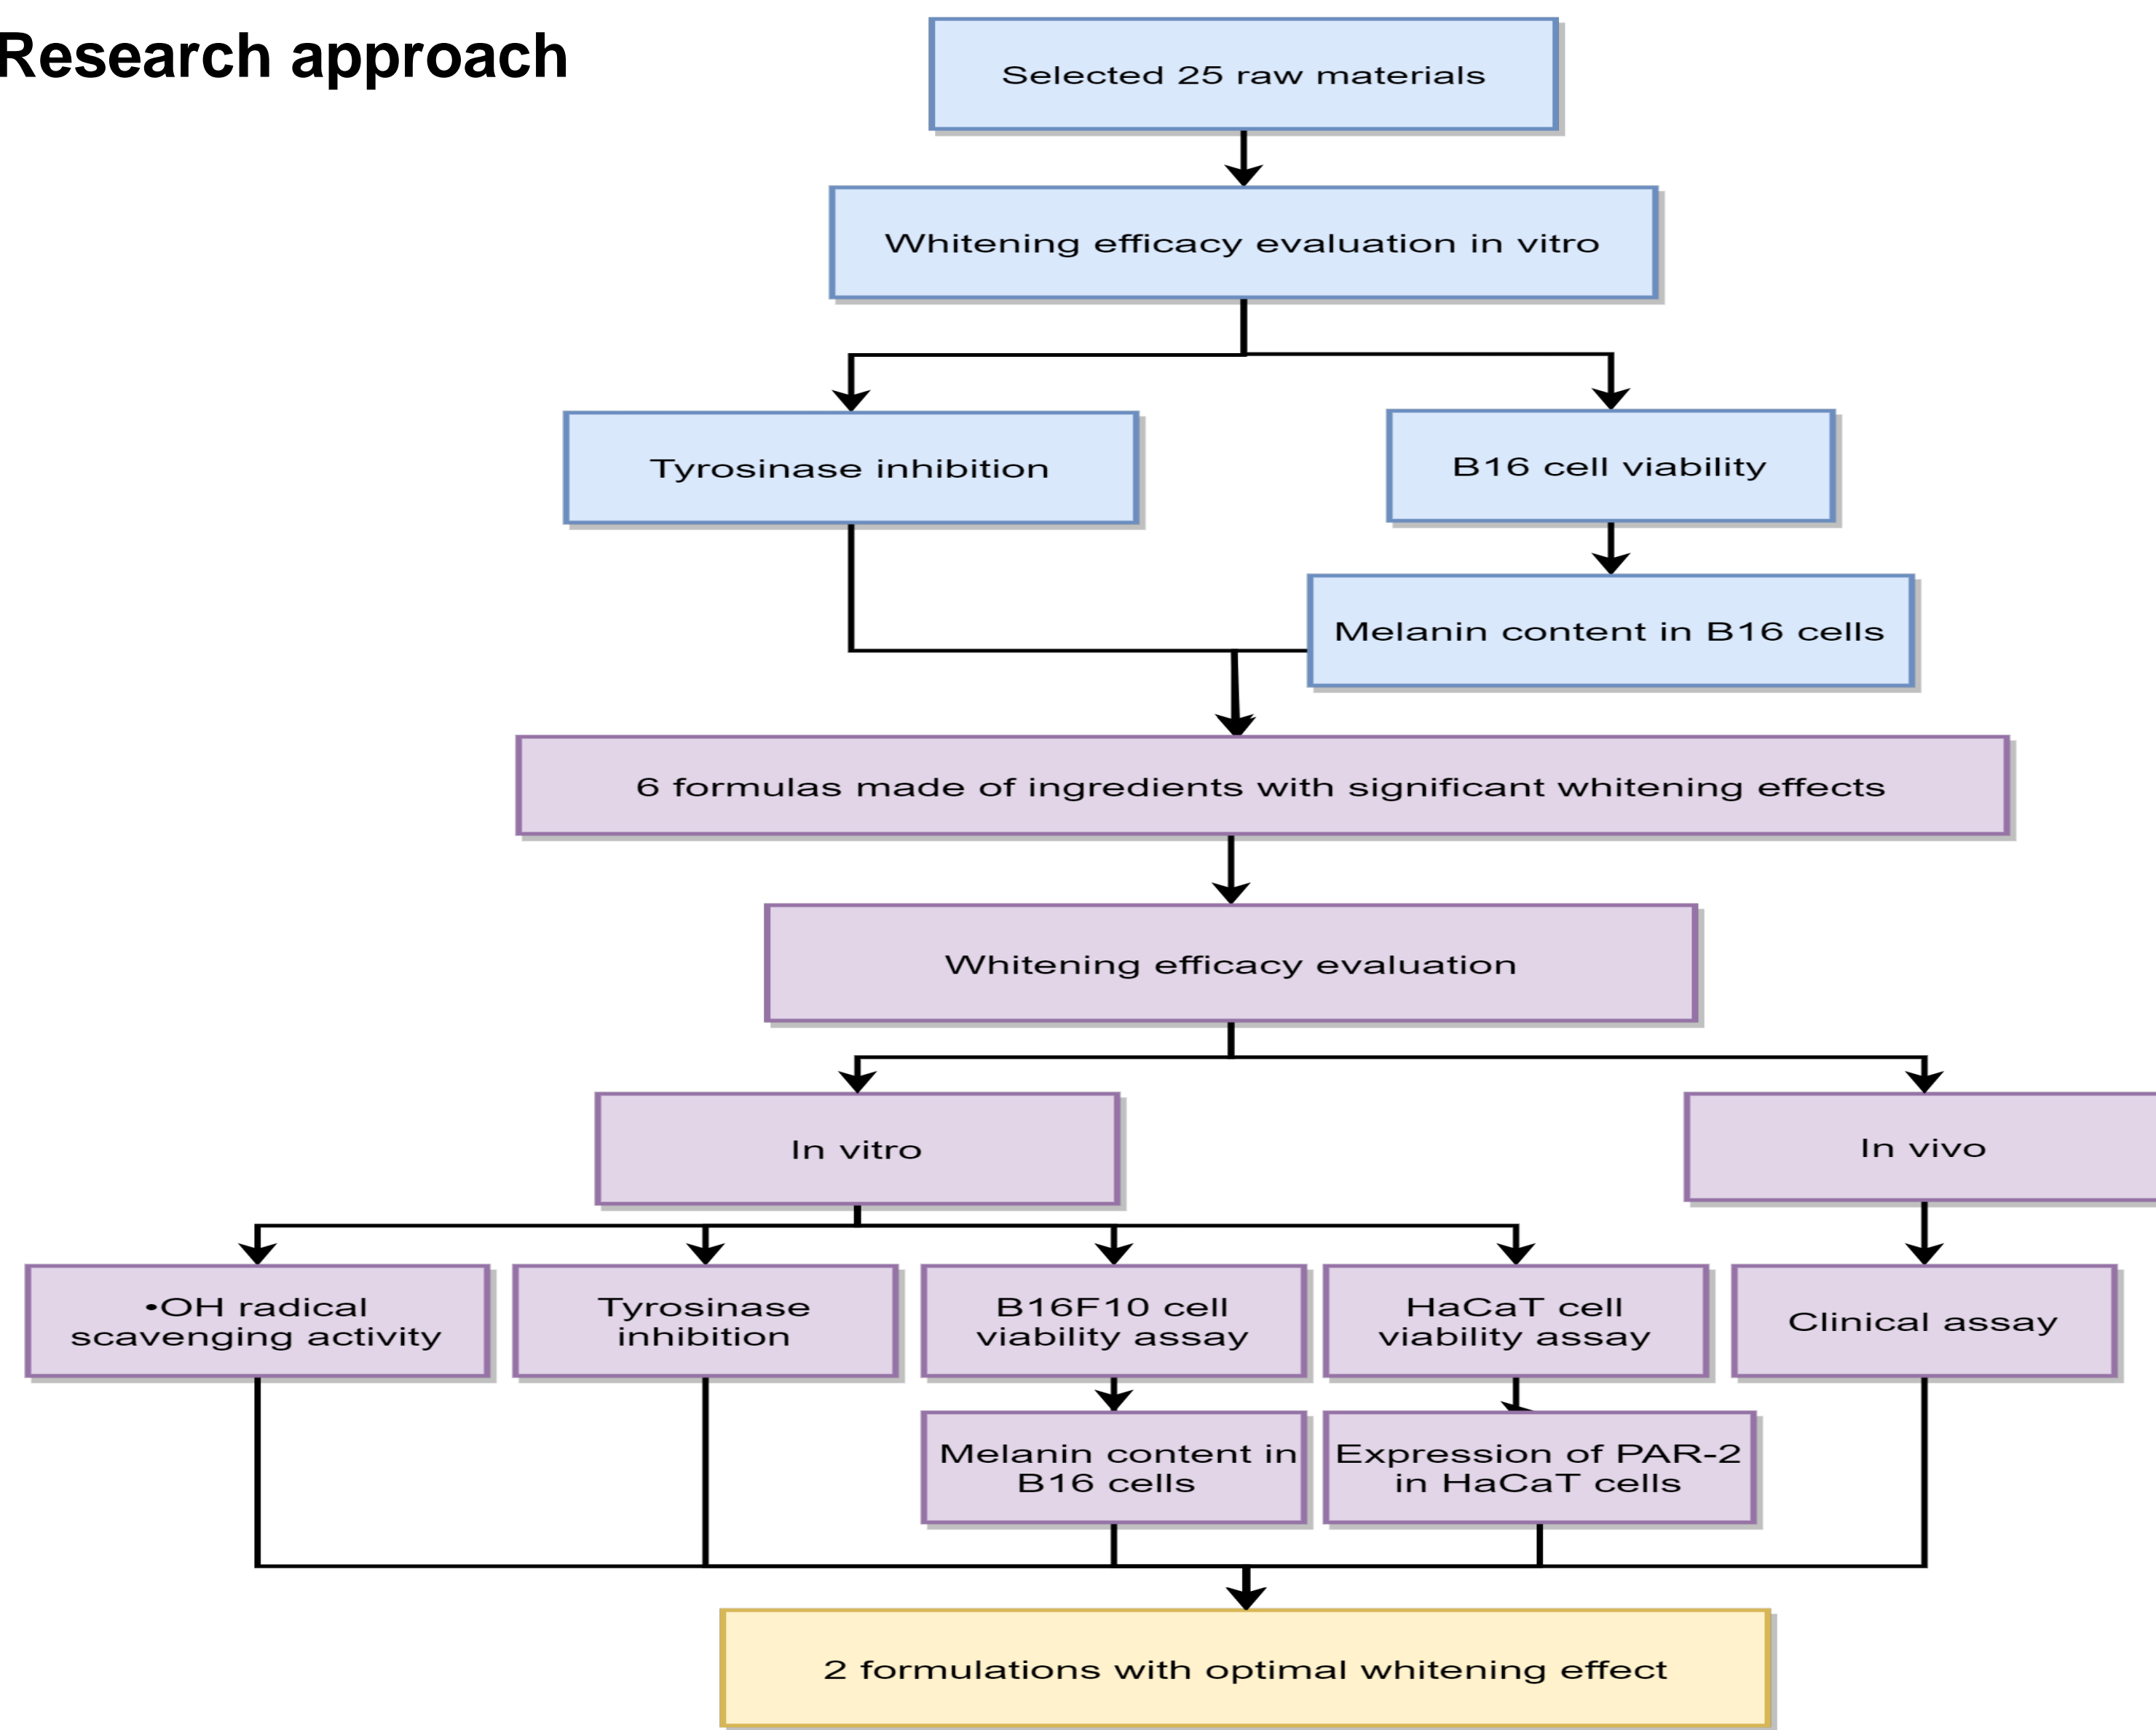 Research approach
Selected 25 raw materials
Whitening efficacy evaluation in vitro
Tyrosinase inhibition
B16 cell viability
Melanin content in B16 cells
6 formulas made of ingredients with significant whitening effects
Whitening efficacy evaluation
In vitro
In vivo
•OH radical
scavenging activity
Tyrosinase
inhibition
B16F10 cell
viability assay
HaCaT cell
viability assay
Clinical assay
Melanin content in
B16 cells
Expression of PAR-2
in HaCaT cells
2 formulations with optimal whitening effect